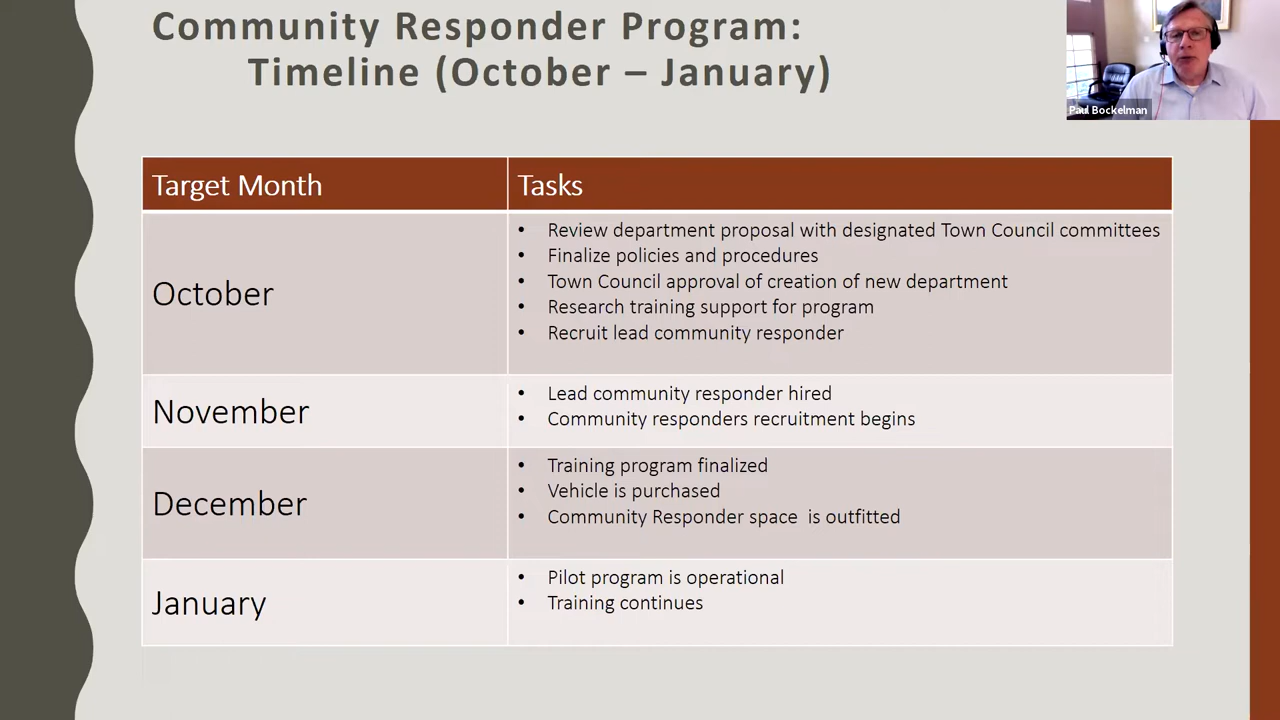 Community Responder Program:
Timeline (October – January)
Paul Bockelman
Target Month
Tasks
October
• Review department proposal with designated Town Council committees
• Finalize policies and procedures
• Town Council approval of creation of new department
• Research training support for program
• Recruit lead community responder
November
• Lead community responder hired
• Community responders recruitment begins
December
• Training program finalized
• Vehicle is purchased
• Community Responder space  is outfitted
January
• Pilot program is operational
• Training continues